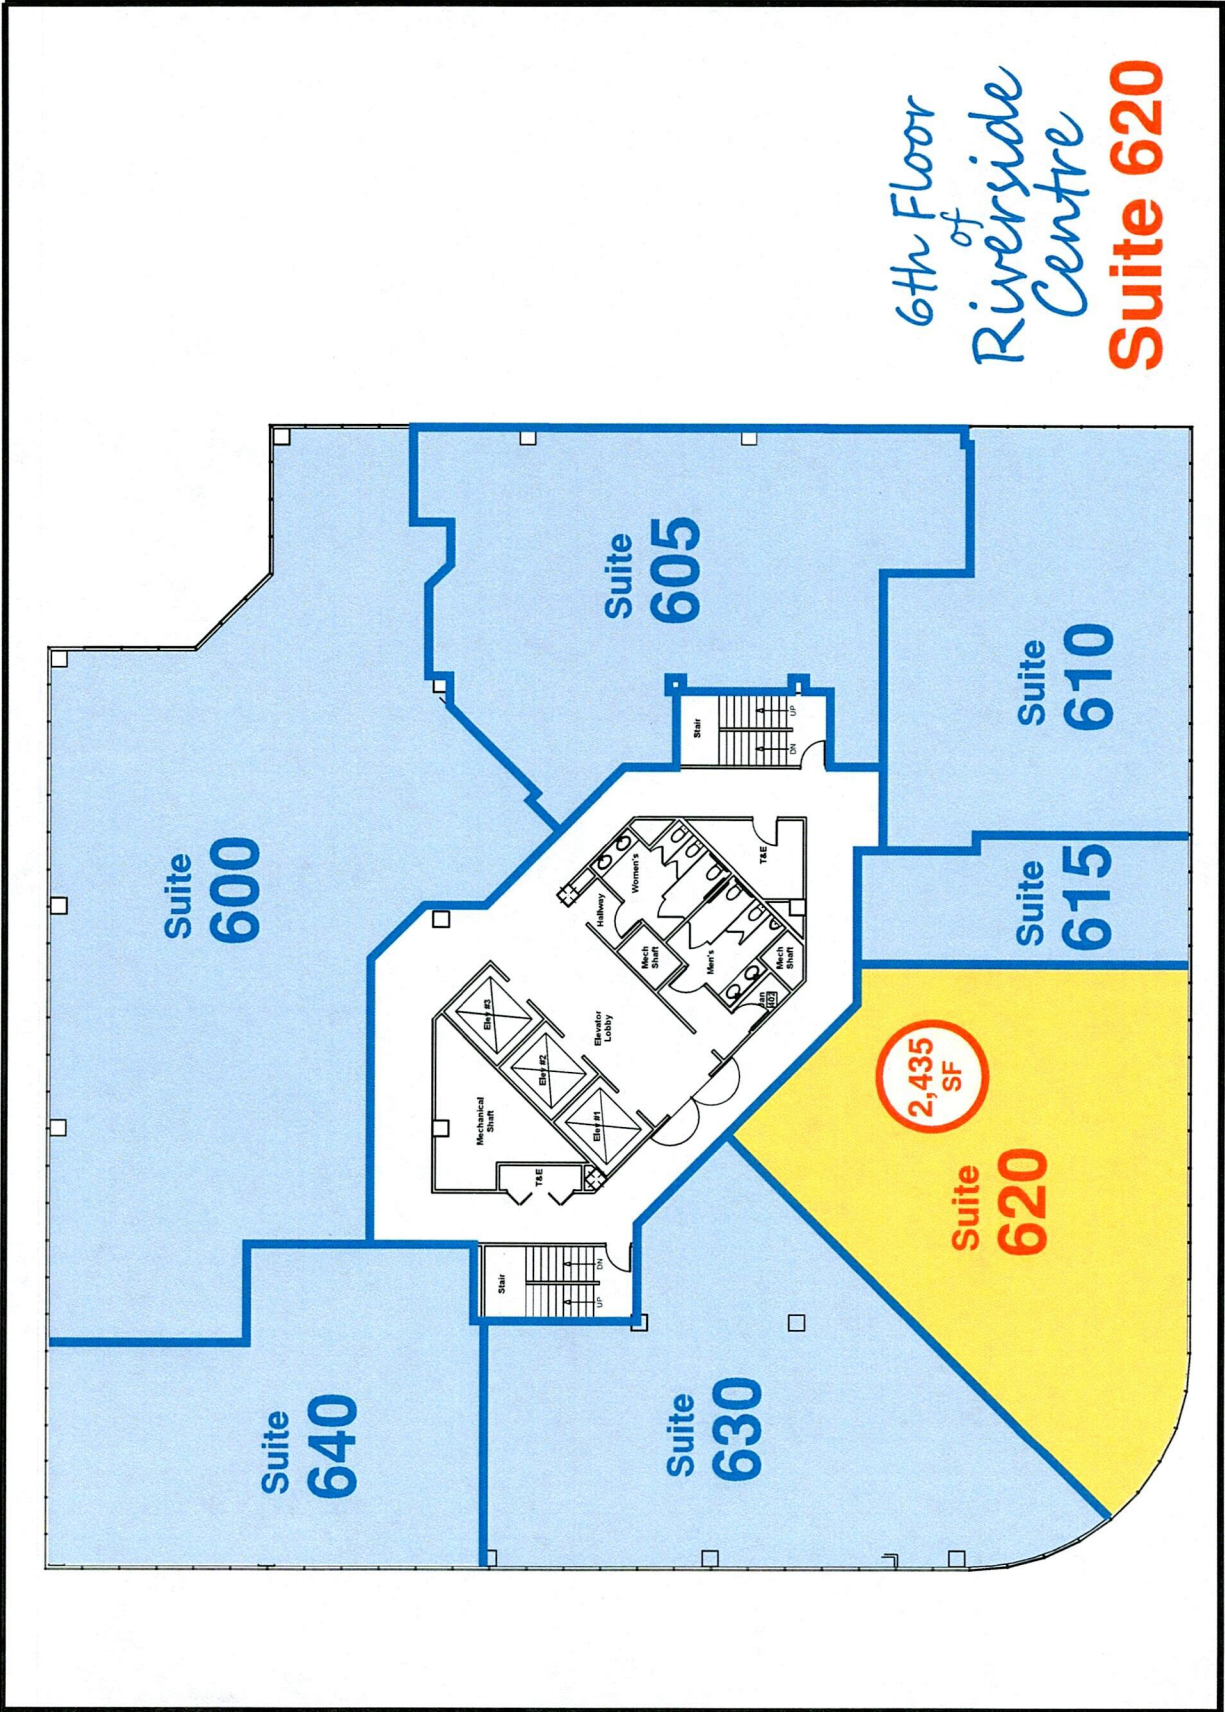 6th Floor
of
Riverside
Centre
Suite 620
Suite
600
Suite
605
Suite
610
Suite
615
2,435
SF
Suite
620
Suite
630
Suite
640
Stair
DN
UP
Stair
UP
DN
T&E
Women's
Hallway
Mech
Shaft
Men's
Mech
Shaft
Jan
402
Elevator
Lobby
Elev #3
Elev #2
Elev #1
Mechanical
Shaft
T&E